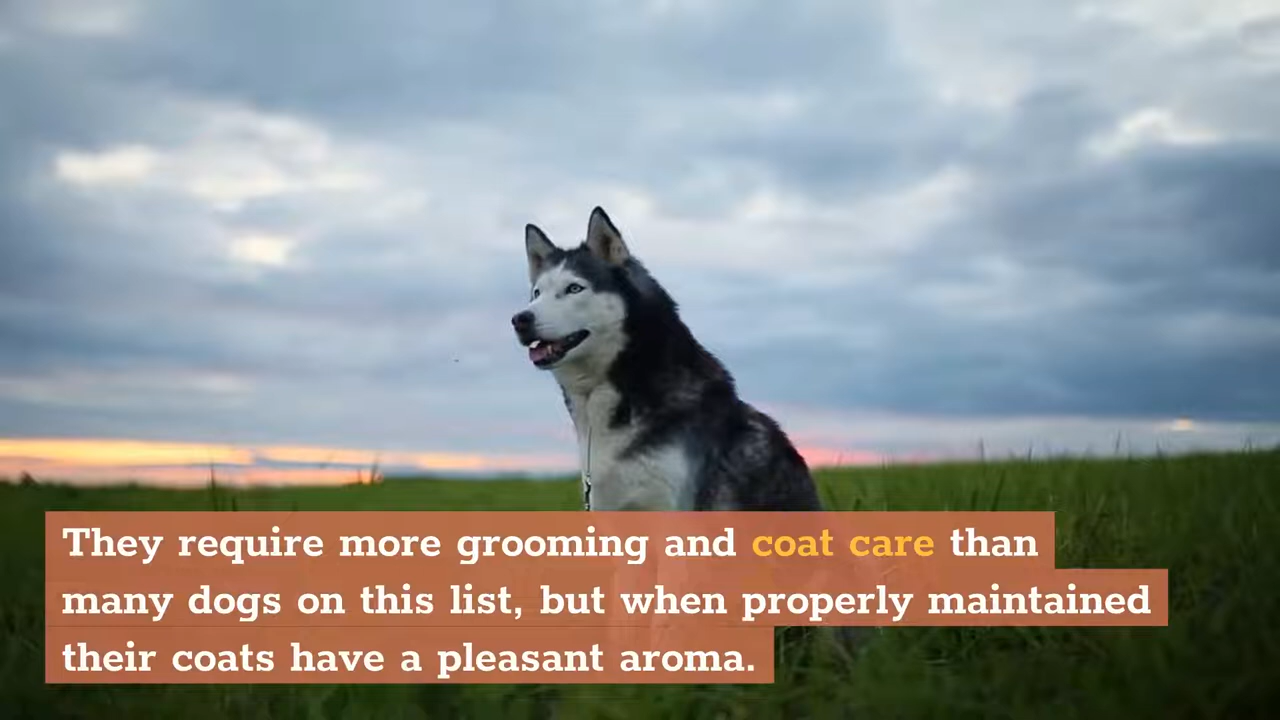 They require more grooming and coat care than
many dogs on this list, but when properly maintained
their coats have a pleasant aroma.